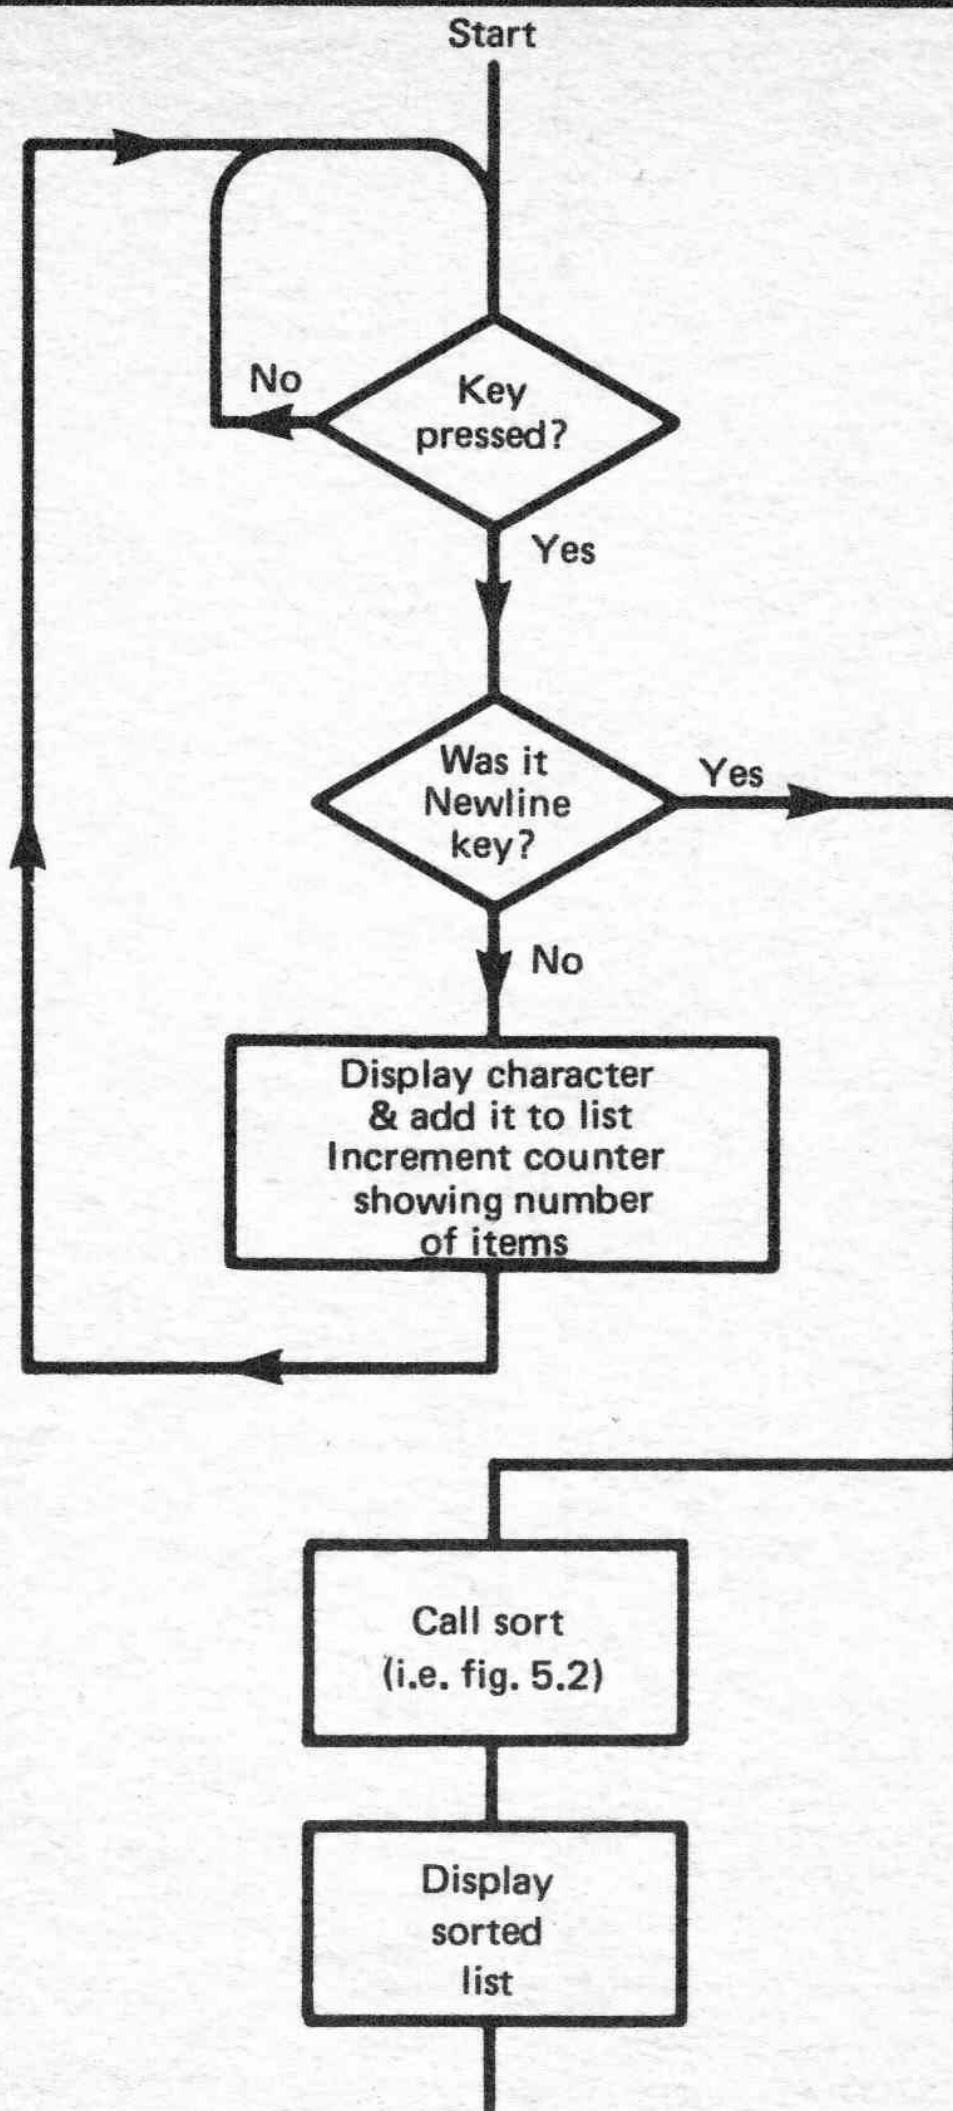 Start
No
Key
pressed?
Yes
Was it
Newline
key?
Yes
No
Display character
& add it to list
Increment counter
showing number
of items
Call sort
(i.e. fig. 5.2)
Display
sorted
list